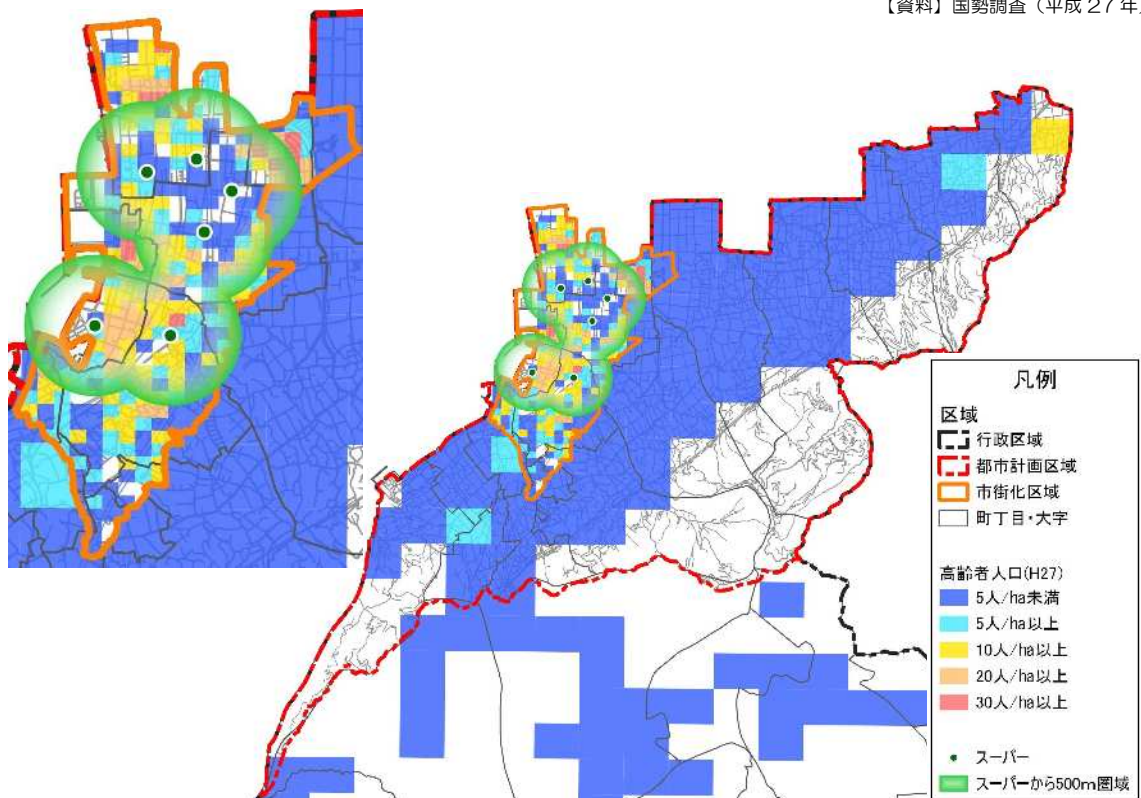 【資料】国勢調査（平成27年
凡例
区域
行政区域
都市計画区域
市街化区域
町丁目・大字
高齢者人口(H27)
5人/ha未満
5人/ha以上
10人/ha以上
20人/ha以上
30人/ha以上
スーパー
スーパーから500m圏域